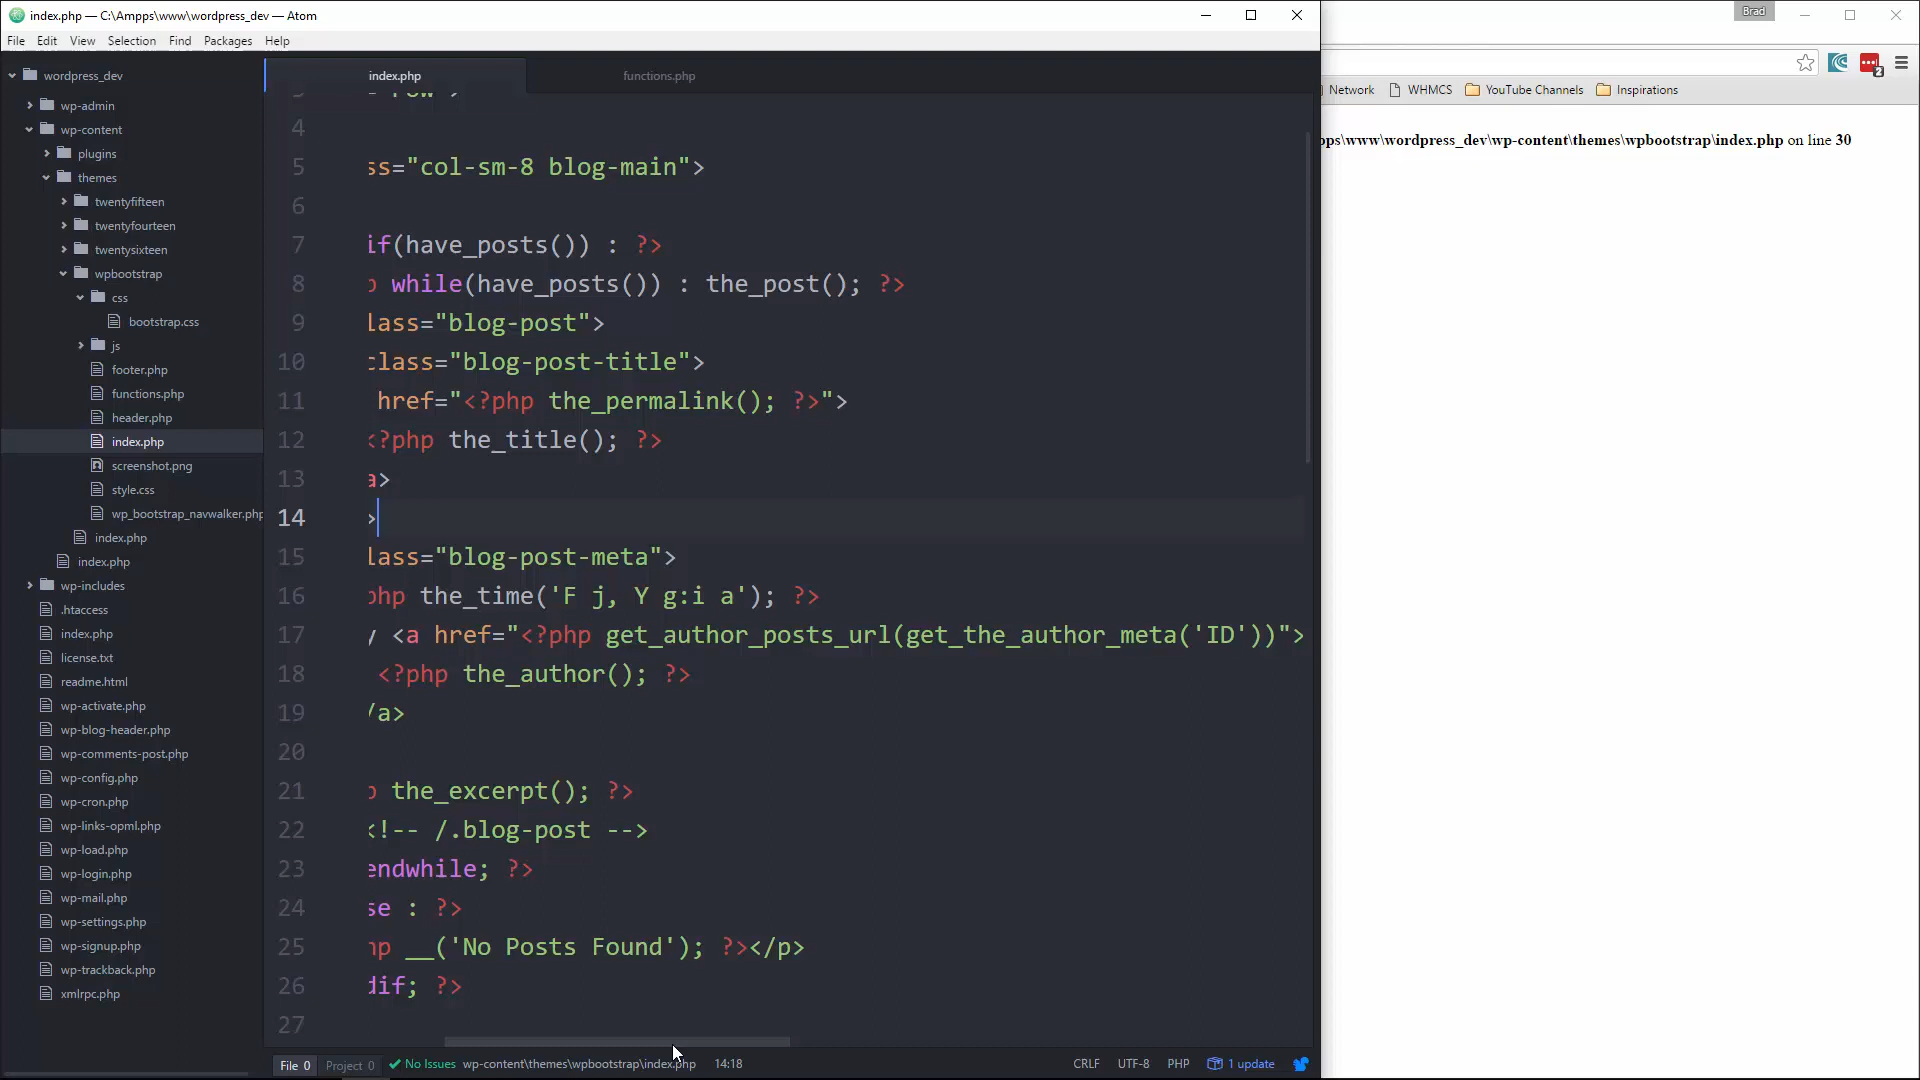 index.php — C:\Ampps\www\wordpress_dev — Atom
Brad
File Edit View Selection Find Packages Help
wordpress_dev
wp-admin
wp-content
plugins
themes
twentyfifteen
twentyfourteen
twentysixteen
wpbootstrap
css
bootstrap.css
js
footer.php
functions.php
header.php
index.php
screenshot.png
style.css
wp_bootstrap_navwalker.php
index.php
index.php
wp-includes
.htaccess
index.php
license.txt
readme.html
wp-activate.php
wp-blog-header.php
wp-comments-post.php
wp-config.php
wp-cron.php
wp-links-opml.php
wp-load.php
wp-login.php
wp-mail.php
wp-settings.php
wp-signup.php
wp-trackback.php
xmlrpc.php
index.php functions.php
4
5 ss="col-sm-8 blog-main">
6
7 if(have_posts()) : ?>
8 p while(have_posts()) : the_post(); ?>
9 lass="blog-post">
10 class="blog-post-title">
11 href="<?php the_permalink(); ?>">
12 <?php the_title(); ?>
13 a>
14 >
15 lass="blog-post-meta">
16 php the_time('F j, Y g:i a'); ?>
17 y <a href="<?php get_author_posts_url(get_the_author_meta('ID'))">
18 <?php the_author(); ?>
19 /a>
20
21 p the_excerpt(); ?>
22 <!-- /.blog-post -->
23 endwhile; ?>
24 se : ?>
25 hp __('No Posts Found'); ?></p>
26 dif; ?>
27
File 0 Project 0 No Issues wp-content\themes\wpbootstrap\index.php 14:18 CRLF UTF-8 PHP 1 update
2
Network WHMCS YouTube Channels Inspirations
pps\www\wordpress_dev\wp-content\themes\wpbootstrap\index.php on line 30